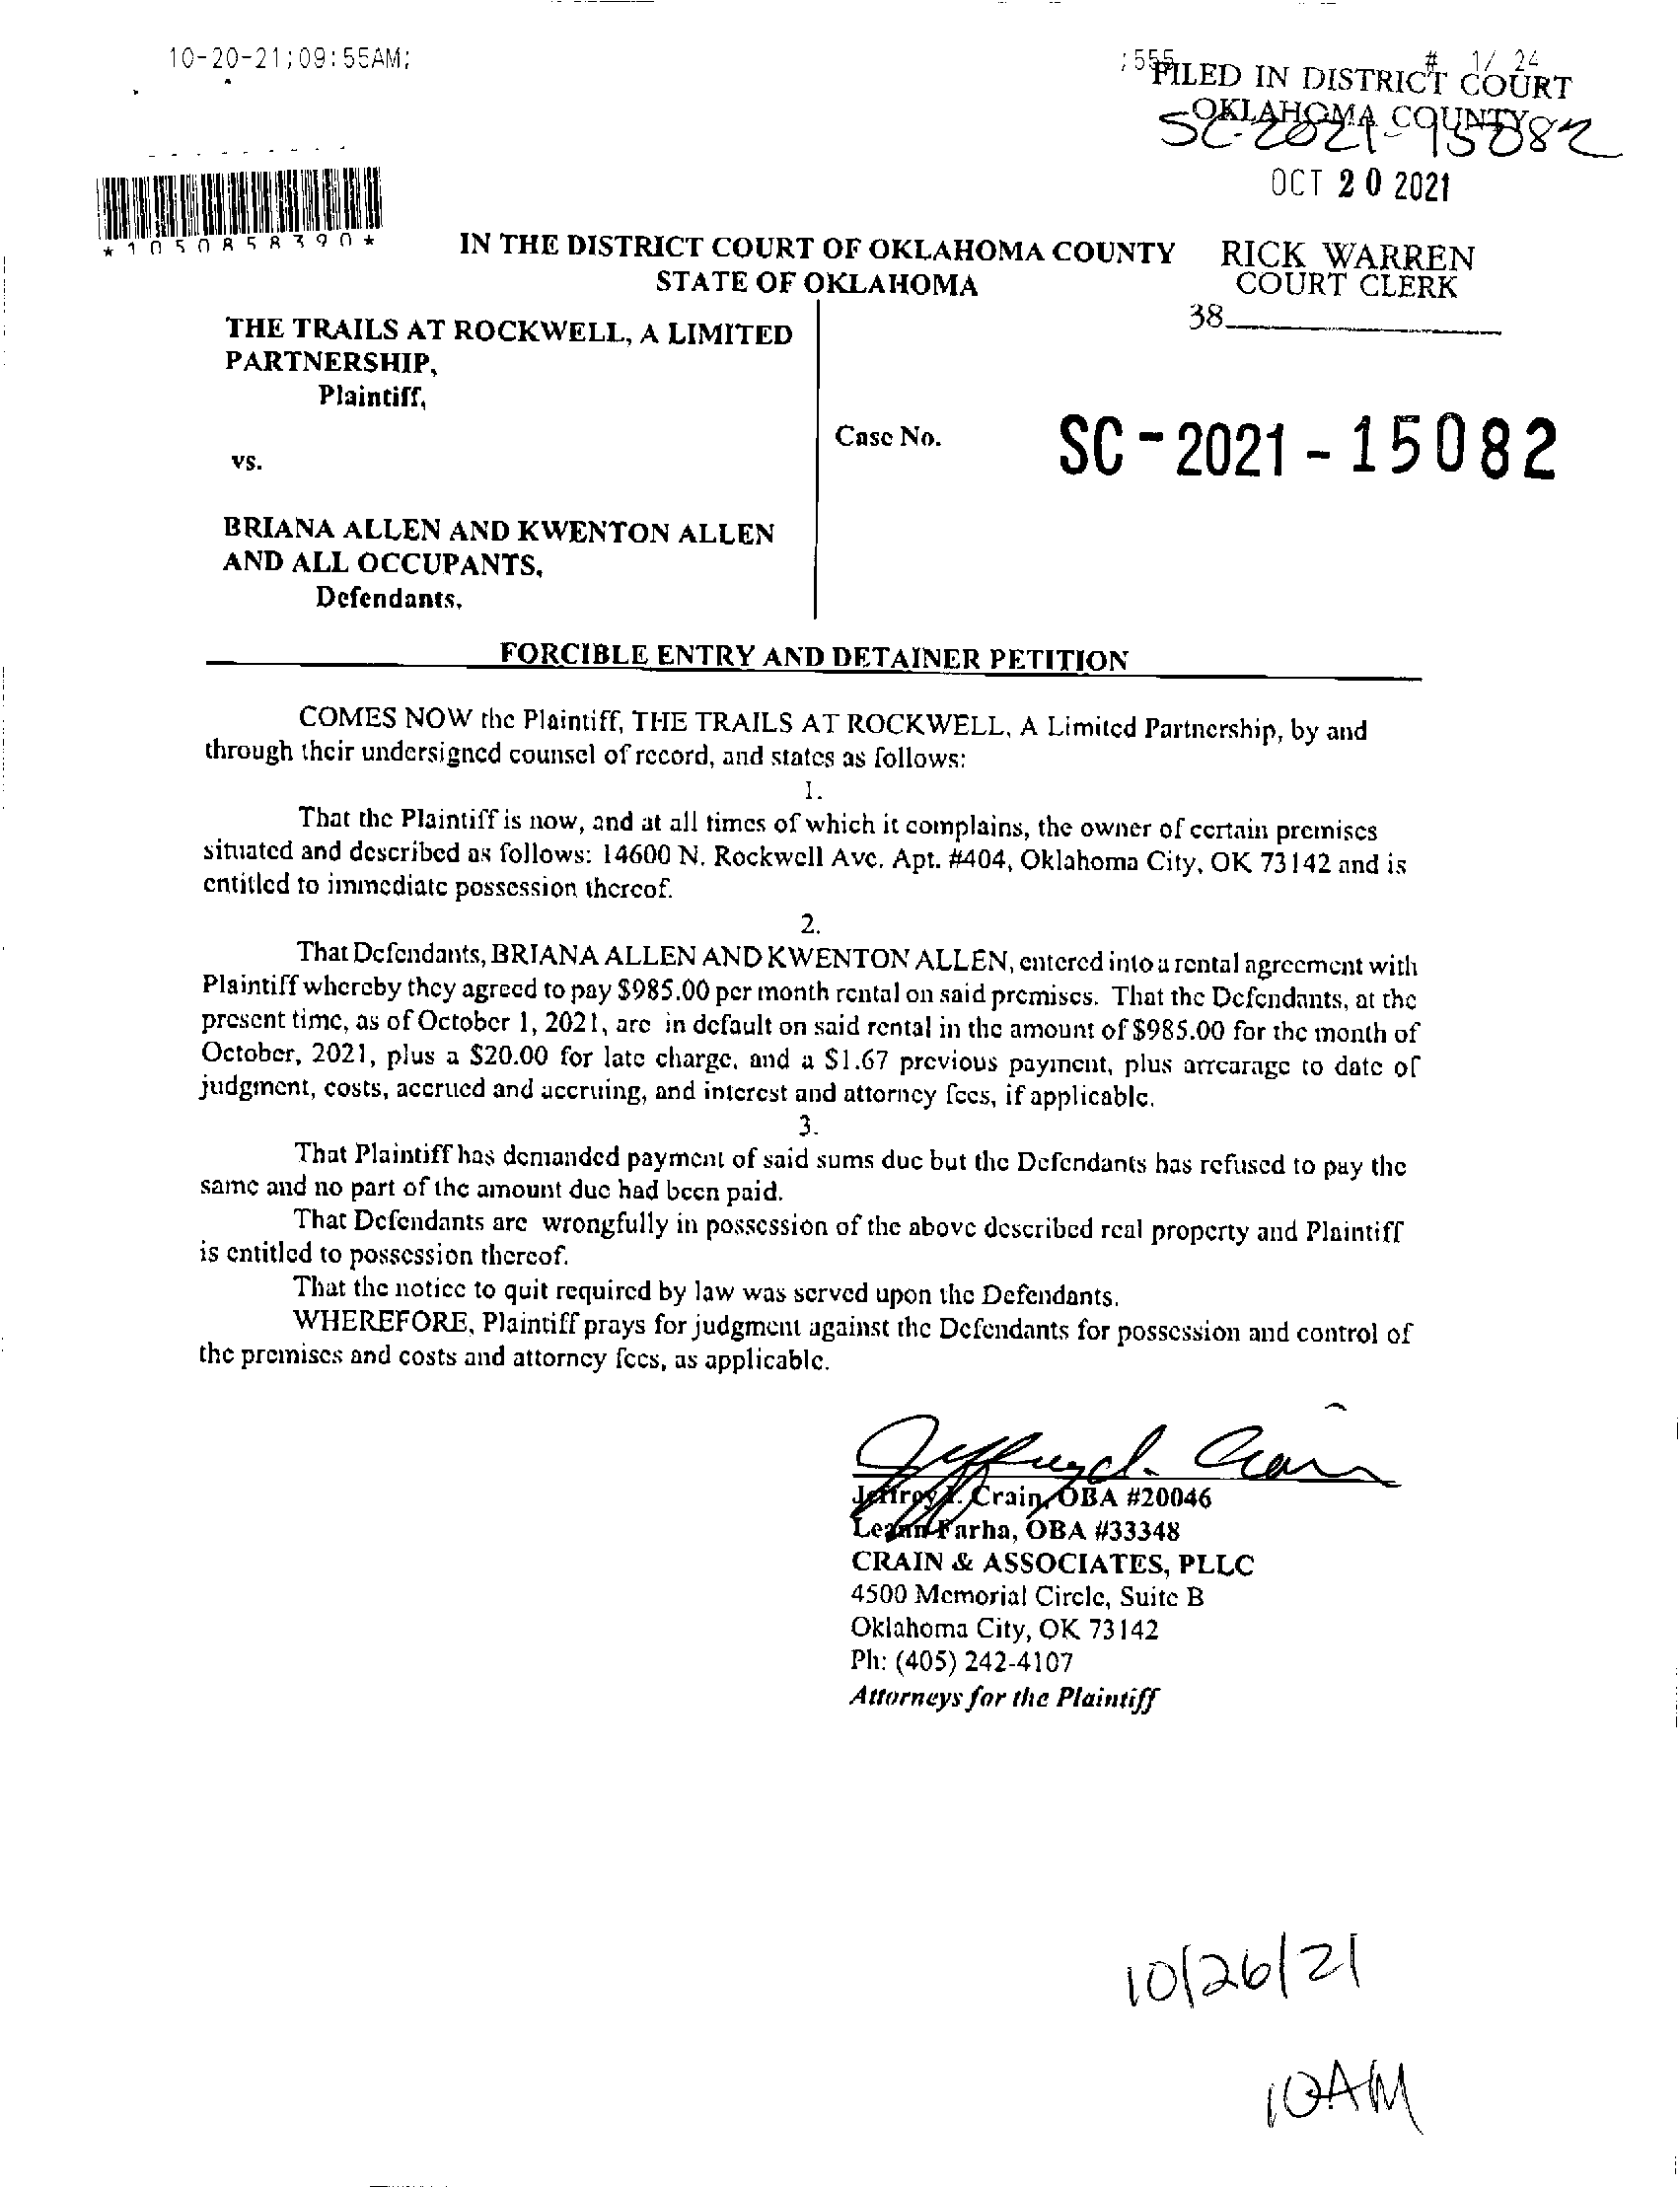 10-20-21;09:55AM;
;555 # 1/ 24
FILED IN DISTRICT COURT
OKLAHOMA COUNTY
SC-2021-15082
OCT 20 2021
*1050858390*
IN THE DISTRICT COURT OF OKLAHOMA COUNTY
STATE OF OKLAHOMA
RICK WARREN
COURT CLERK
38
THE TRAILS AT ROCKWELL, A LIMITED
PARTNERSHIP,
Plaintiff,
vs.
Case No.
SC-2021-15082
BRIANA ALLEN AND KWENTON ALLEN
AND ALL OCCUPANTS,
Defendants.
FORCIBLE ENTRY AND DETAINER PETITION
COMES NOW the Plaintiff, THE TRAILS AT ROCKWELL, A Limited Partnership, by and
through their undersigned counsel of record, and states as follows:
1.
That the Plaintiff is now, and at all times of which it complains, the owner of certain premises
situated and described as follows: 14600 N. Rockwell Ave. Apt. #404, Oklahoma City, OK 73142 and is
entitled to immediate possession thereof.
2.
That Defendants, BRIANA ALLEN AND KWENTON ALLEN, entered into a rental agreement with
Plaintiff whereby they agreed to pay $985.00 per month rental on said premises. That the Defendants, at the
present time, as of October 1, 2021, are in default on said rental in the amount of $985.00 for the month of
October, 2021, plus a $20.00 for late charge, and a $1.67 previous payment, plus arrearage to date of
judgment, costs, accrued and accruing, and interest and attorney fees, if applicable.
3.
That Plaintiff has demanded payment of said sums due but the Defendants has refused to pay the
same and no part of the amount due had been paid.
That Defendants are wrongfully in possession of the above described real property and Plaintiff
is entitled to possession thereof.
That the notice to quit required by law was served upon the Defendants.
WHEREFORE, Plaintiff prays for judgment against the Defendants for possession and control of
the premises and costs and attorney fees, as applicable.
Jeffrey I. Crain, OBA #20046
Leann Farha, OBA #33348
CRAIN & ASSOCIATES, PLLC
4500 Memorial Circle, Suite B
Oklahoma City, OK 73142
Ph: (405) 242-4107
Attorneys for the Plaintiff
10/26/21
10AM